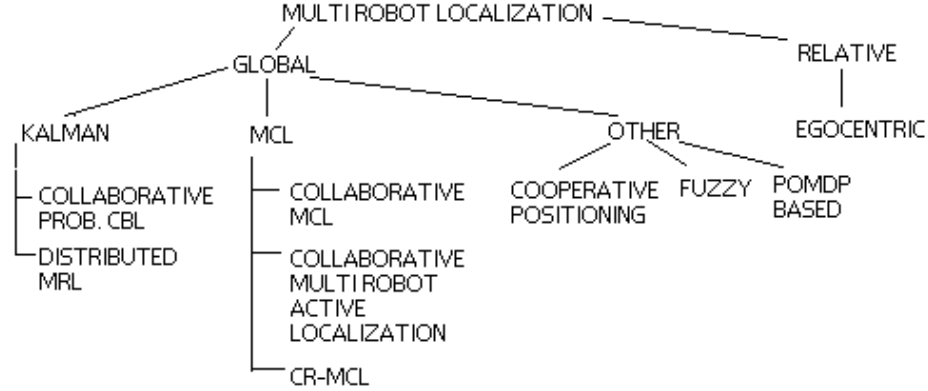 MULTI ROBOT LOCALIZATION
GLOBAL
RELATIVE
KALMAN
MCL
OTHER
EGOCENTRIC
COLLABORATIVE
PROB. CBL
DISTRIBUTED
MRL
COLLABORATIVE
MCL
COLLABORATIVE
MULTI ROBOT
ACTIVE
LOCALIZATION
CR-MCL
COOPERATIVE
POSITIONING
FUZZY
POMDP
BASED